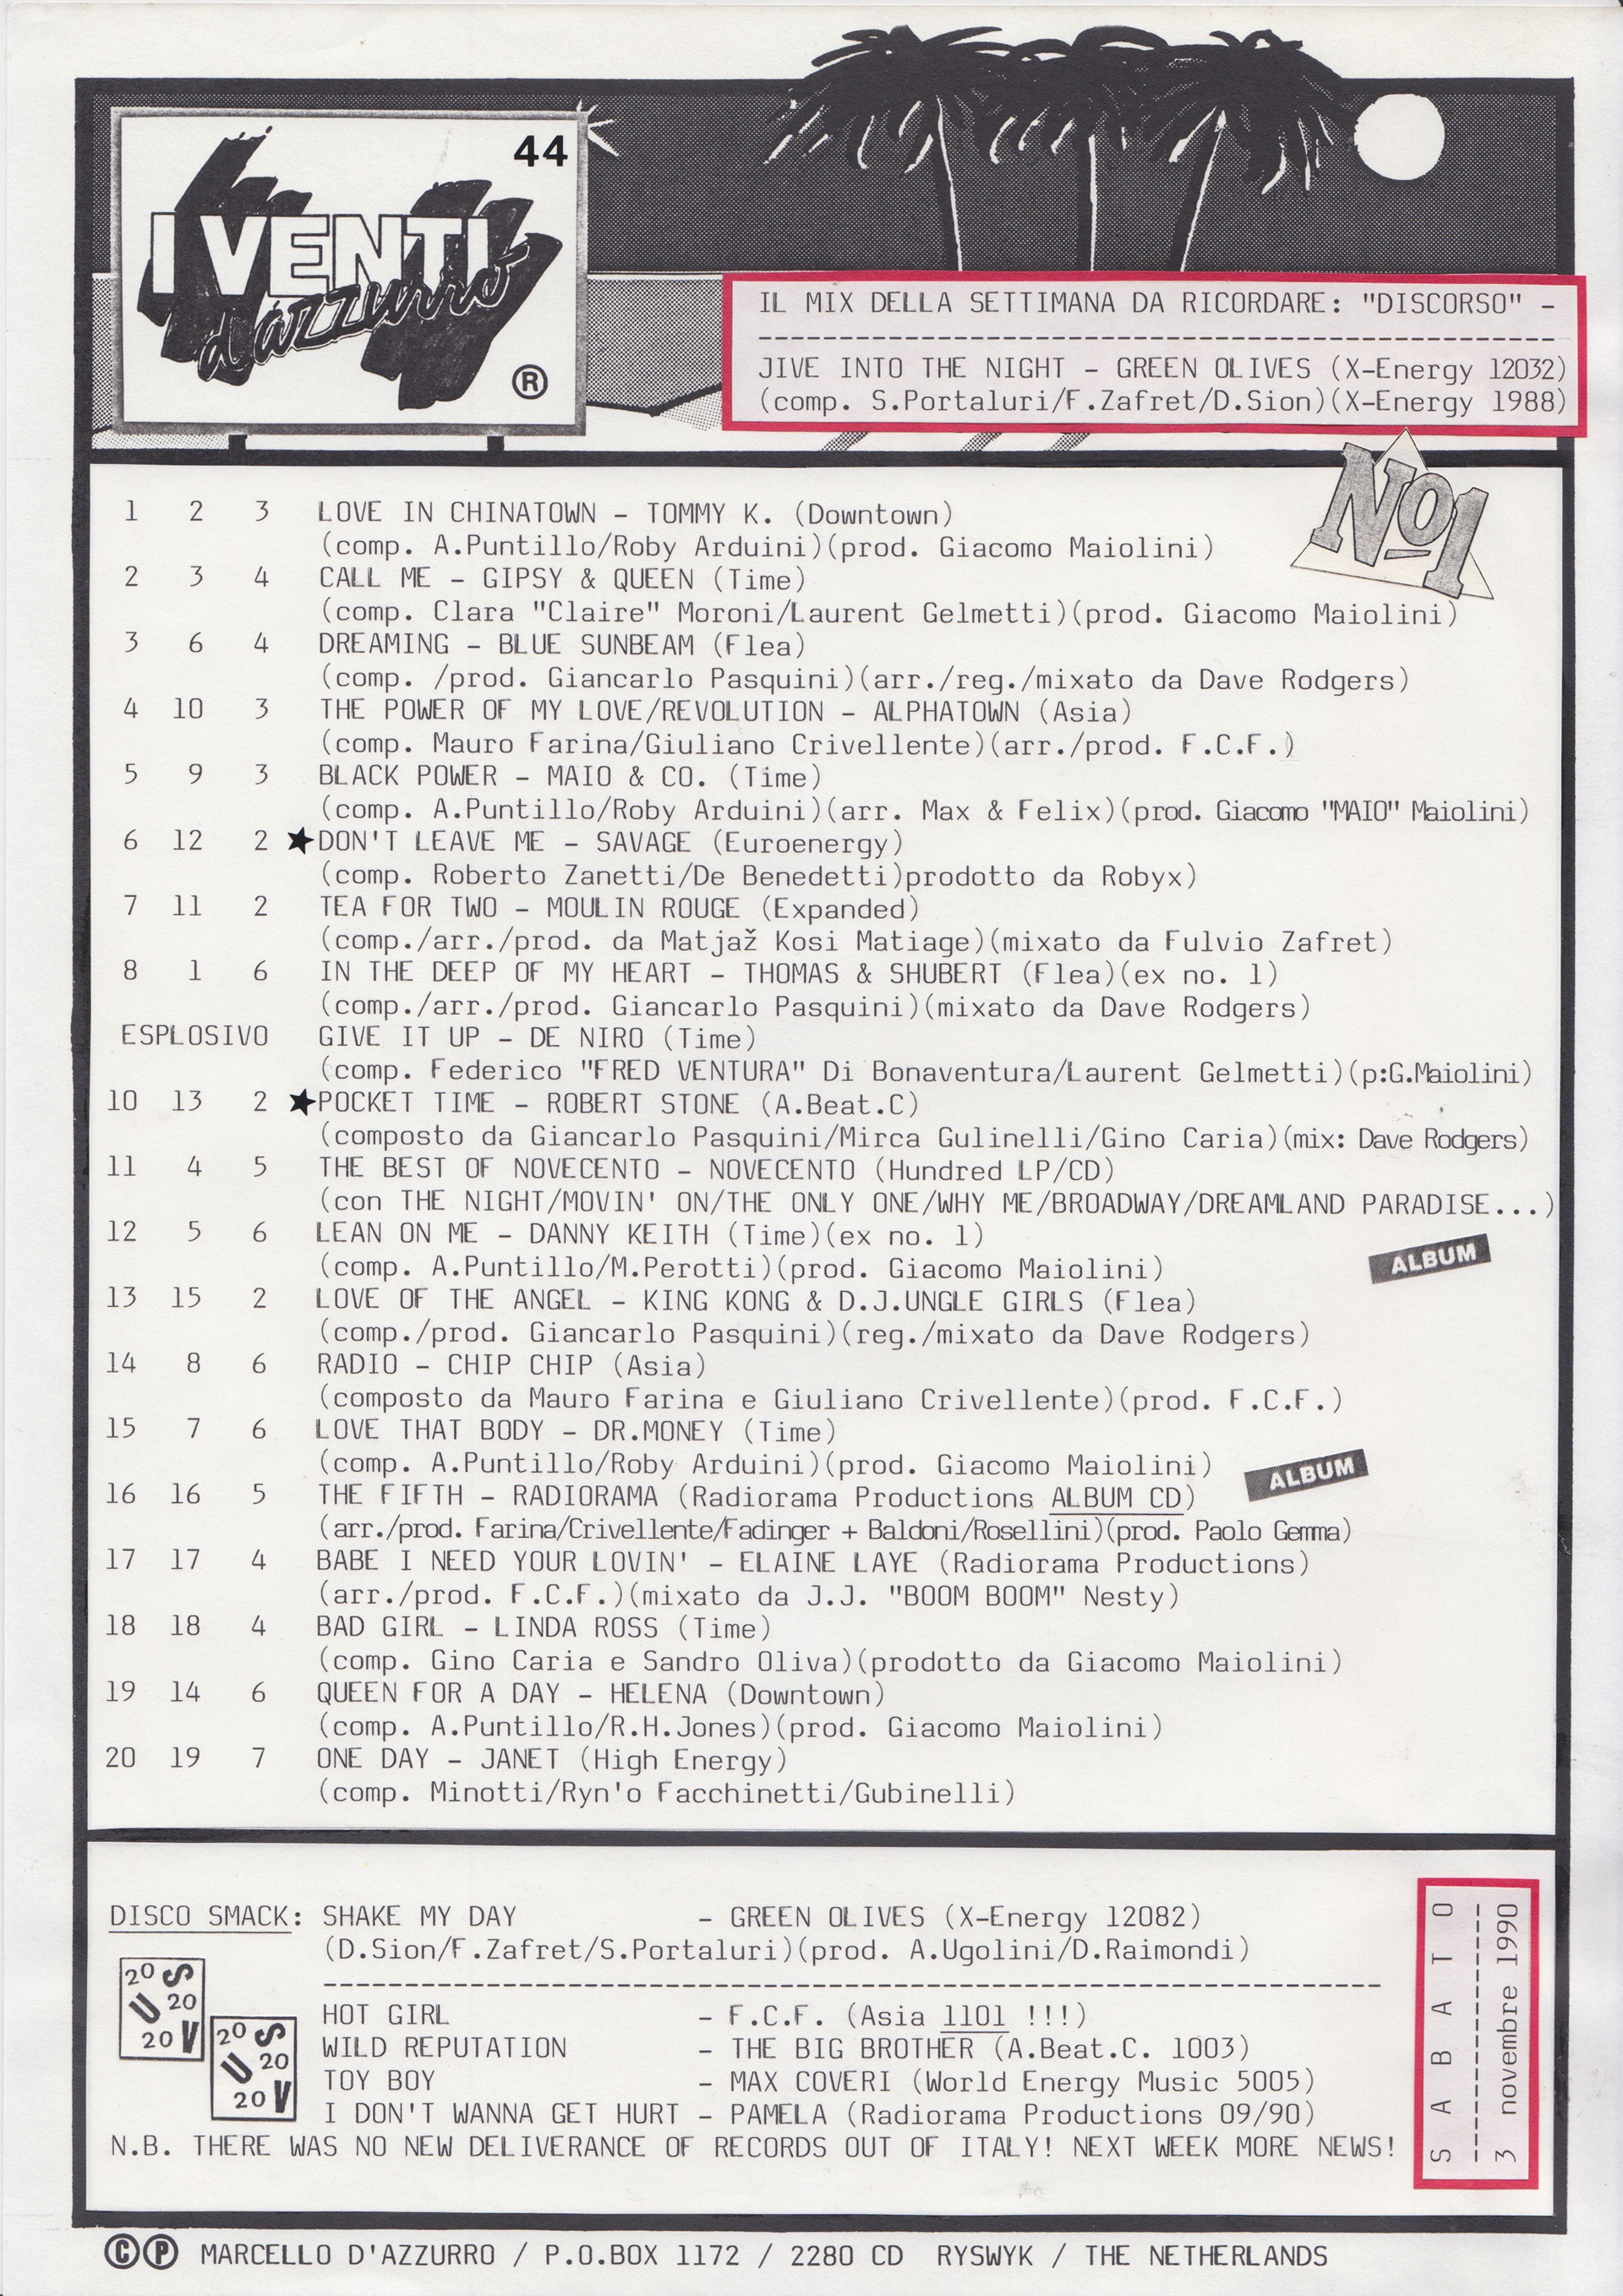 44
I VENTI
d'azzurro
®
IL MIX DELLA SETTIMANA DA RICORDARE: "DISCORSO" -
JIVE INTO THE NIGHT - GREEN OLIVES (X-Energy 12032)
(comp. S.Portaluri/F.Zafret/D.Sion)(X-Energy 1988)
No1
1 2 3 LOVE IN CHINATOWN - TOMMY K. (Downtown)
(comp. A.Puntillo/Roby Arduini)(prod. Giacomo Maiolini)
2 3 4 CALL ME - GIPSY & QUEEN (Time)
(comp. Clara "Claire" Moroni/Laurent Gelmetti)(prod. Giacomo Maiolini)
3 6 4 DREAMING - BLUE SUNBEAM (Flea)
(comp. /prod. Giancarlo Pasquini)(arr./reg./mixato da Dave Rodgers)
4 10 3 THE POWER OF MY LOVE/REVOLUTION - ALPHATOWN (Asia)
(comp. Mauro Farina/Giuliano Crivellente)(arr./prod. F.C.F.)
5 9 3 BLACK POWER - MAIO & CO. (Time)
(comp. A.Puntillo/Roby Arduini)(arr. Max & Felix)(prod. Giacomo "MAIO" Maiolini)
6 12 2 ★DON'T LEAVE ME - SAVAGE (Euroenergy)
(comp. Roberto Zanetti/De Benedetti)prodotto da Robyx)
7 11 2 TEA FOR TWO - MOULIN ROUGE (Expanded)
(comp./arr./prod. da Matjaž Kosi Matiage)(mixato da Fulvio Zafret)
8 1 6 IN THE DEEP OF MY HEART - THOMAS & SHUBERT (Flea)(ex no. 1)
(comp./arr./prod. Giancarlo Pasquini)(mixato da Dave Rodgers)
ESPLOSIVO GIVE IT UP - DE NIRO (Time)
(comp. Federico "FRED VENTURA" Di Bonaventura/Laurent Gelmetti)(p:G.Maiolini)
10 13 2 ★POCKET TIME - ROBERT STONE (A.Beat.C)
(composto da Giancarlo Pasquini/Mirca Gulinelli/Gino Caria)(mix: Dave Rodgers)
11 4 5 THE BEST OF NOVECENTO - NOVECENTO (Hundred LP/CD)
(con THE NIGHT/MOVIN' ON/THE ONLY ONE/WHY ME/BROADWAY/DREAMLAND PARADISE...)
12 5 6 LEAN ON ME - DANNY KEITH (Time)(ex no. 1)
ALBUM
(comp. A.Puntillo/M.Perotti)(prod. Giacomo Maiolini)
13 15 2 LOVE OF THE ANGEL - KING KONG & D.J.UNGLE GIRLS (Flea)
(comp./prod. Giancarlo Pasquini)(reg./mixato da Dave Rodgers)
14 8 6 RADIO - CHIP CHIP (Asia)
(composto da Mauro Farina e Giuliano Crivellente)(prod. F.C.F.)
15 7 6 LOVE THAT BODY - DR.MONEY (Time)
(comp. A.Puntillo/Roby Arduini)(prod. Giacomo Maiolini)
ALBUM
16 16 5 THE FIFTH - RADIORAMA (Radiorama Productions ALBUM CD)
(arr./prod. Farina/Crivellente/Fadinger + Baldoni/Rosellini)(prod. Paolo Gemma)
17 17 4 BABE I NEED YOUR LOVIN' - ELAINE LAYE (Radiorama Productions)
(arr./prod. F.C.F.)(mixato da J.J. "BOOM BOOM" Nesty)
18 18 4 BAD GIRL - LINDA ROSS (Time)
(comp. Gino Caria e Sandro Oliva)(prodotto da Giacomo Maiolini)
19 14 6 QUEEN FOR A DAY - HELENA (Downtown)
(comp. A.Puntillo/R.H.Jones)(prod. Giacomo Maiolini)
20 19 7 ONE DAY - JANET (High Energy)
(comp. Minotti/Ryn'o Facchinetti/Gubinelli)
DISCO SMACK: SHAKE MY DAY - GREEN OLIVES (X-Energy 12082)
(D.Sion/F.Zafret/S.Portaluri)(prod. A.Ugolini/D.Raimondi)
HOT GIRL - F.C.F. (Asia 1101 !!!)
WILD REPUTATION - THE BIG BROTHER (A.Beat.C. 1003)
TOY BOY - MAX COVERI (World Energy Music 5005)
I DON'T WANNA GET HURT - PAMELA (Radiorama Productions 09/90)
N.B. THERE WAS NO NEW DELIVERANCE OF RECORDS OUT OF ITALY! NEXT WEEK MORE NEWS!
20 S
U 20
20 V
20 S
U 20
20 V
SABATO
3 novembre 1990
©Ⓟ MARCELLO D'AZZURRO / P.O.BOX 1172 / 2280 CD RYSWYK / THE NETHERLANDS